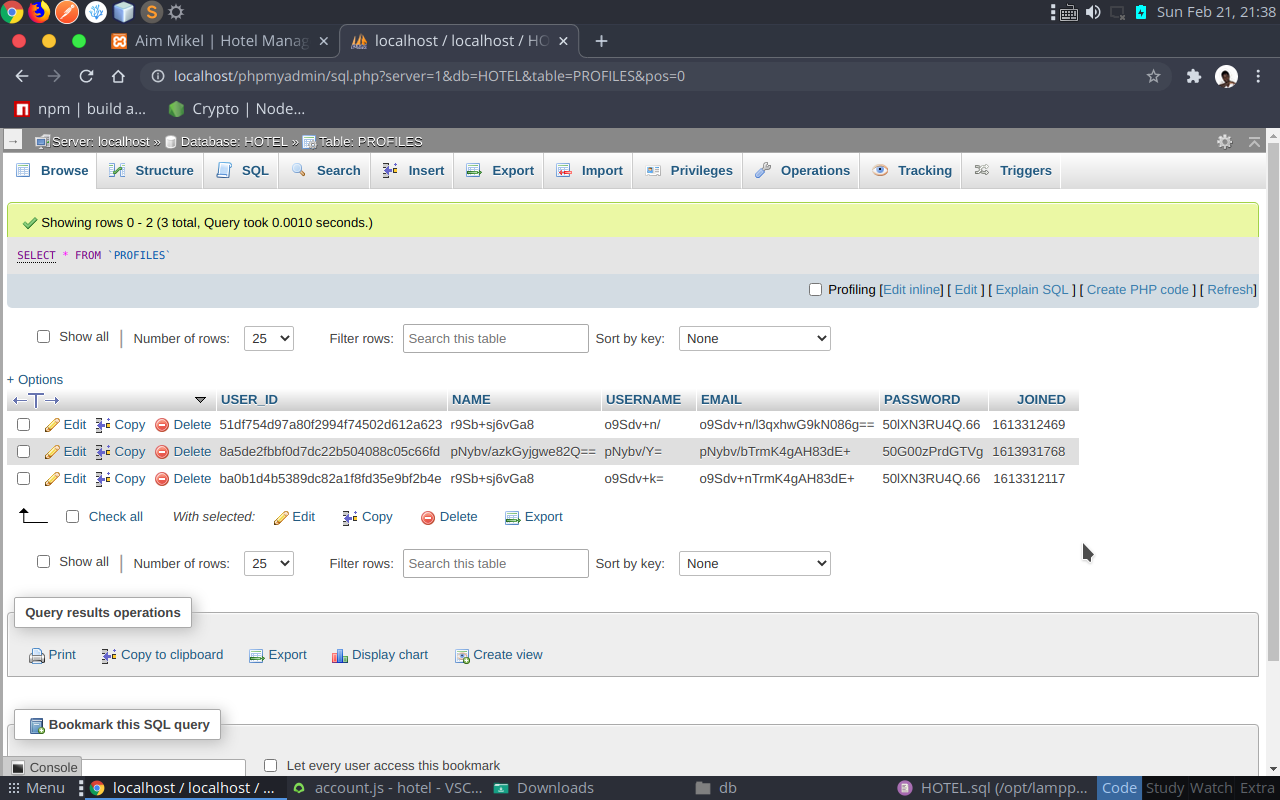 Sun Feb 21, 21:38
Aim Mikel | Hotel Manag
localhost / localhost / HO
localhost/phpmyadmin/sql.php?server=1&db=HOTEL&table=PROFILES&pos=0
npm | build a... Crypto | Node...
Server: localhost » Database: HOTEL » Table: PROFILES
Browse Structure SQL Search Insert Export Import Privileges Operations Tracking Triggers
Showing rows 0 - 2 (3 total, Query took 0.0010 seconds.)
SELECT * FROM `PROFILES`
Profiling [Edit inline] [ Edit ] [ Explain SQL ] [ Create PHP code ] [ Refresh]
Show all | Number of rows: 25 Filter rows: Search this table Sort by key: None
+ Options
USER_ID NAME USERNAME EMAIL PASSWORD JOINED
Edit Copy Delete 51df754d97a80f2994f74502d612a623 r9Sb+sj6vGa8 o9Sdv+n/ o9Sdv+n/l3qxhwG9kN086g== 50lXN3RU4Q.66 1613312469
Edit Copy Delete 8a5de2fbbf0d7dc22b504088c05c66fd pNybv/azkGyjgwe82Q== pNybv/Y= pNybv/bTrmK4gAH83dE+ 50G00zPrdGTVg 1613931768
Edit Copy Delete ba0b1d4b5389dc82a1f8fd35e9bf2b4e r9Sb+sj6vGa8 o9Sdv+k= o9Sdv+nTrmK4gAH83dE+ 50lXN3RU4Q.66 1613312117
Check all With selected: Edit Copy Delete Export
Show all | Number of rows: 25 Filter rows: Search this table Sort by key: None
Query results operations
Print Copy to clipboard Export Display chart Create view
Bookmark this SQL query
Console
Let every user access this bookmark
Menu localhost / localhost / ... account.js - hotel - VSC... Downloads db HOTEL.sql (/opt/lampp... Code Study Watch Extra